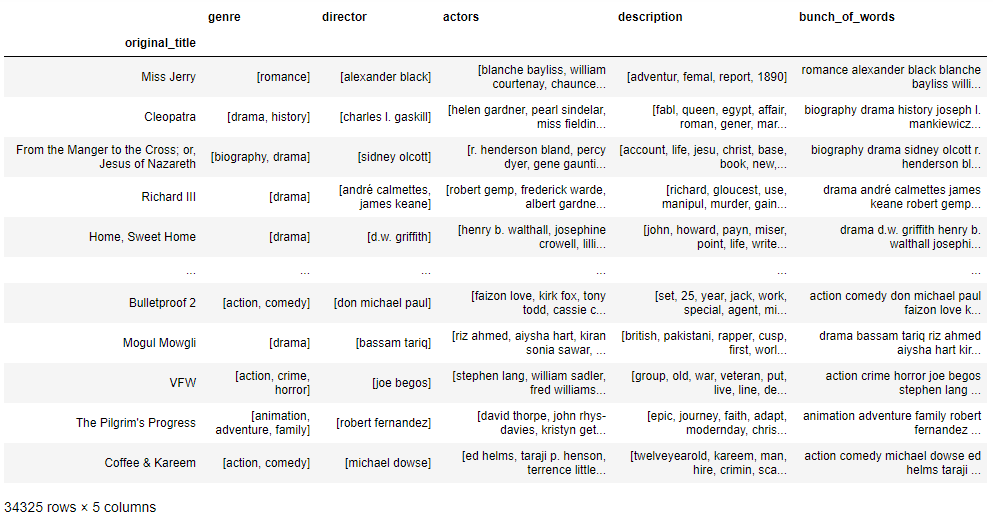 genre director actors description bunch_of_words
original_title
Miss Jerry [romance] [alexander black] [blanche bayliss, william courtenay, chaunce... [adventur, femal, report, 1890] romance alexander black blanche bayliss willi...
Cleopatra [drama, history] [charles l. gaskill] [helen gardner, pearl sindelar, miss fieldin... [fabl, queen, egypt, affair, roman, gener, mar... biography drama history joseph l. mankiewicz...
From the Manger to the Cross; or, Jesus of Nazareth [biography, drama] [sidney olcott] [r. henderson bland, percy dyer, gene gaunti... [account, life, jesu, christ, base, book, new,... biography drama sidney olcott r. henderson bl...
Richard III [drama] [andré calmettes, james keane] [robert gemp, frederick warde, albert gardne... [richard, gloucest, use, manipul, murder, gain... drama andré calmettes james keane robert gemp...
Home, Sweet Home [drama] [d.w. griffith] [henry b. walthall, josephine crowell, lilli... [john, howard, payn, miser, point, life, write... drama d.w. griffith henry b. walthall josephi...
... ... ... ... ... ...
Bulletproof 2 [action, comedy] [don michael paul] [faizon love, kirk fox, tony todd, cassie c... [set, 25, year, jack, work, special, agent, mi... action comedy don michael paul faizon love k...
Mogul Mowgli [drama] [bassam tariq] [riz ahmed, aiysha hart, kiran sonia sawar, ... [british, pakistani, rapper, cusp, first, worl... drama bassam tariq riz ahmed aiysha hart kir...
VFW [action, crime, horror] [joe begos] [stephen lang, william sadler, fred williams... [group, old, war, veteran, put, live, line, de... action crime horror joe begos stephen lang ...
The Pilgrim's Progress [animation, adventure, family] [robert fernandez] [david thorpe, john rhys-davies, kristyn get... [epic, journey, faith, adapt, modernday, chris... animation adventure family robert fernandez ...
Coffee & Kareem [action, comedy] [michael dowse] [ed helms, taraji p. henson, terrence little... [twelveyearold, kareem, man, hire, crimin, sca... action comedy michael dowse ed helms taraji ...
34325 rows × 5 columns